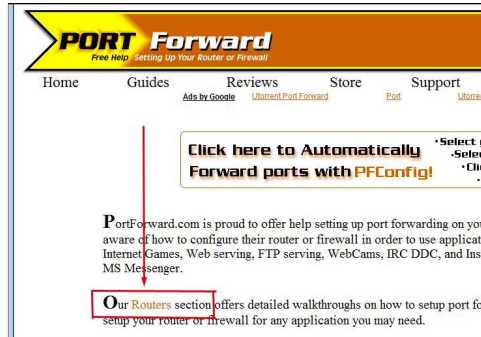 PORT Forward
Free Help Setting Up Your Router or Firewall
Home Guides Reviews Store Support
Ads by Google Utorrent Port Forward Port
Click here to Automatically
Forward ports with PFConfig!
•Select
PortForward.com is proud to offer help setting up port forwarding on
aware of how to configure their router or firewall in order to use
Internet Games, Web serving, FTP serving, WebCams, IRC DDC, and
MS Messenger.
Our Routers section offers detailed walkthroughs on how to setup port
setup your router or firewall for any application you may need.